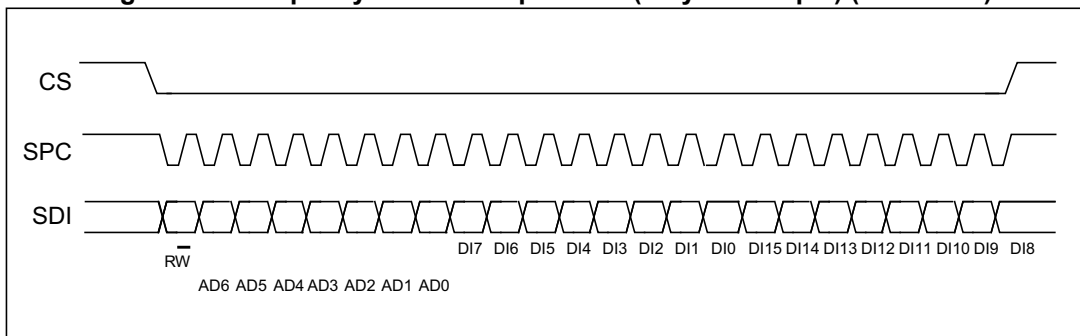 CS
SPC
SDI
RW
DI7 DI6 DI5 DI4 DI3 DI2 DI1 DI0 DI15 DI14 DI13 DI12 DI11 DI10 DI9 DI8
AD6 AD5 AD4 AD3 AD2 AD1 AD0